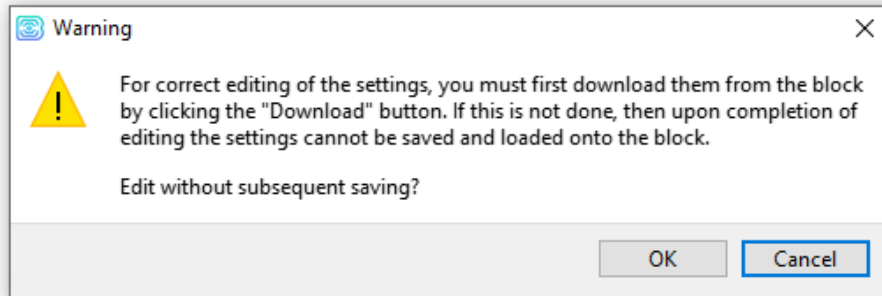 Warning
For correct editing of the settings, you must first download them from the block
by clicking the "Download" button. If this is not done, then upon completion of
editing the settings cannot be saved and loaded onto the block.
Edit without subsequent saving?
OK
Cancel